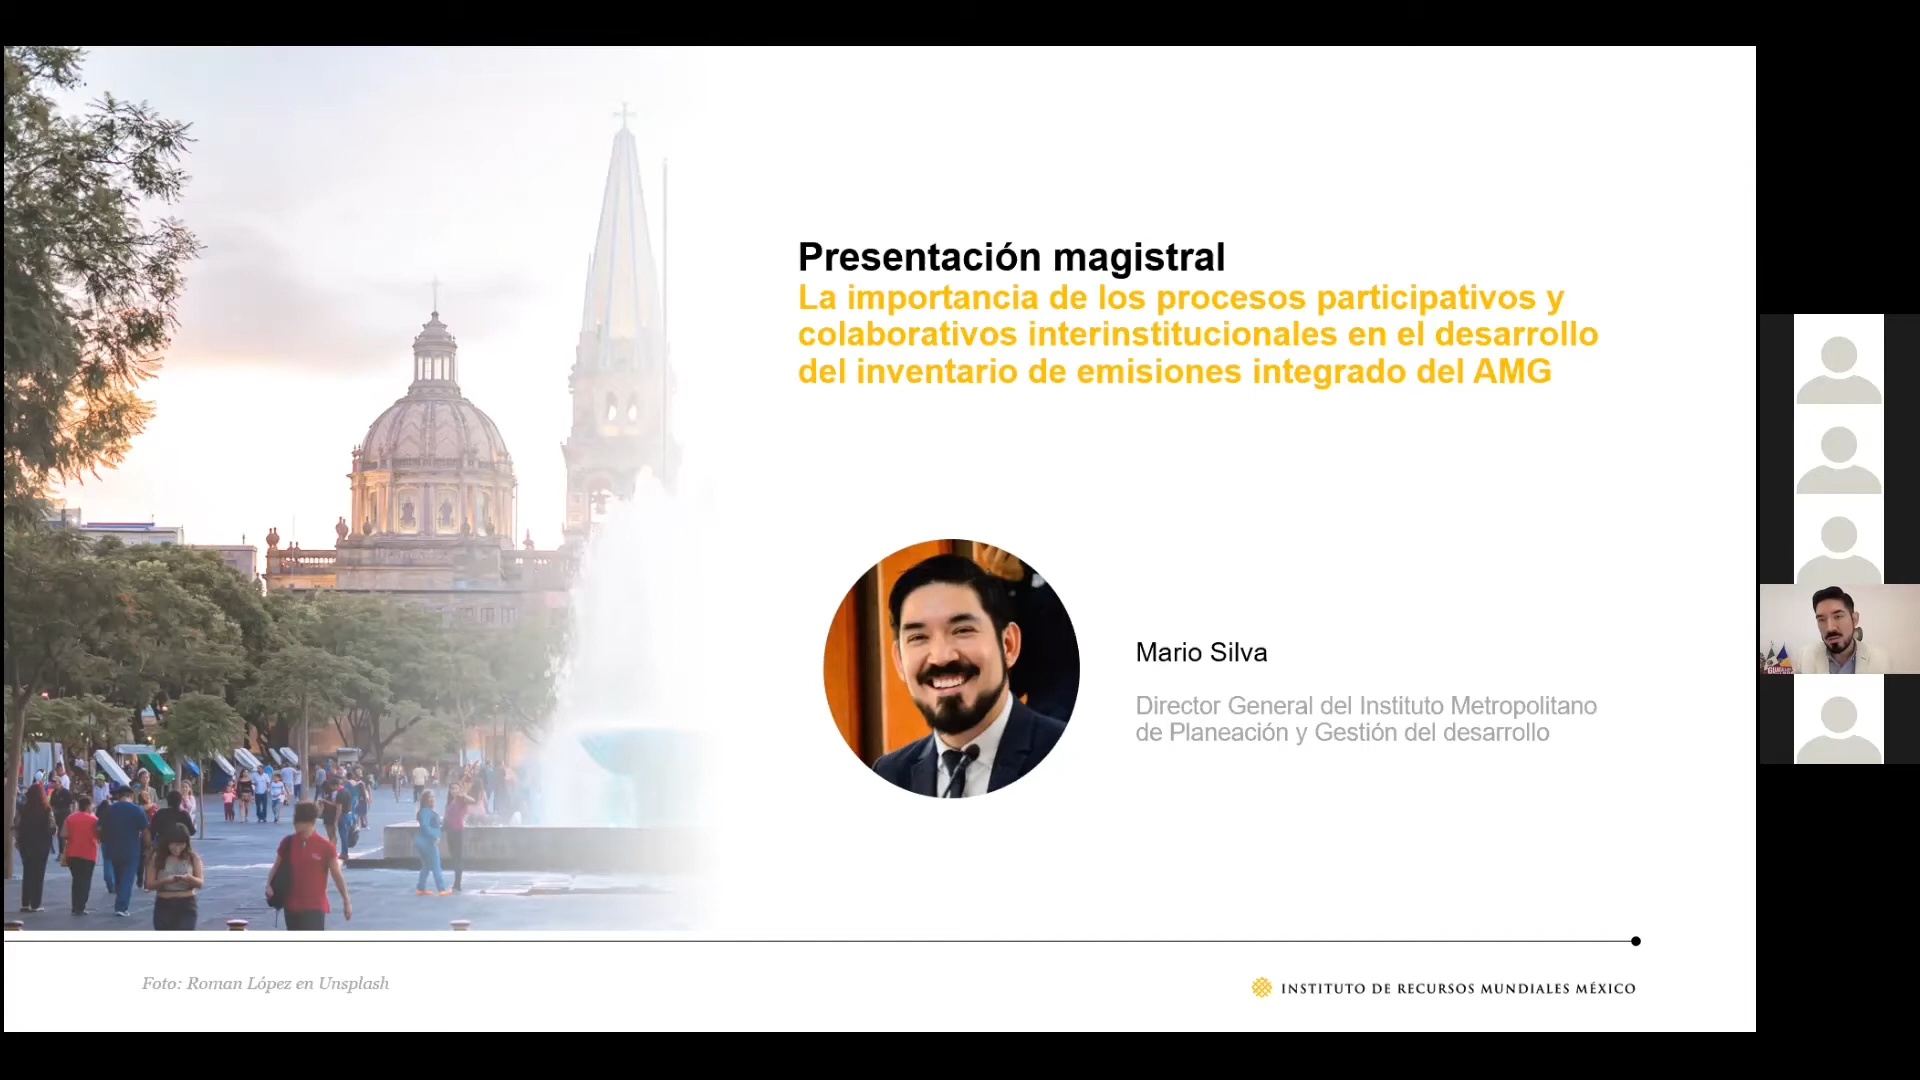 Presentación magistral
La importancia de los procesos participativos y
colaborativos interinstitucionales en el desarrollo
del inventario de emisiones integrado del AMG
Mario Silva
Director General del Instituto Metropolitano
de Planeación y Gestión del desarrollo
Foto: Roman López en Unsplash
INSTITUTO DE RECURSOS MUNDIALES MÉXICO